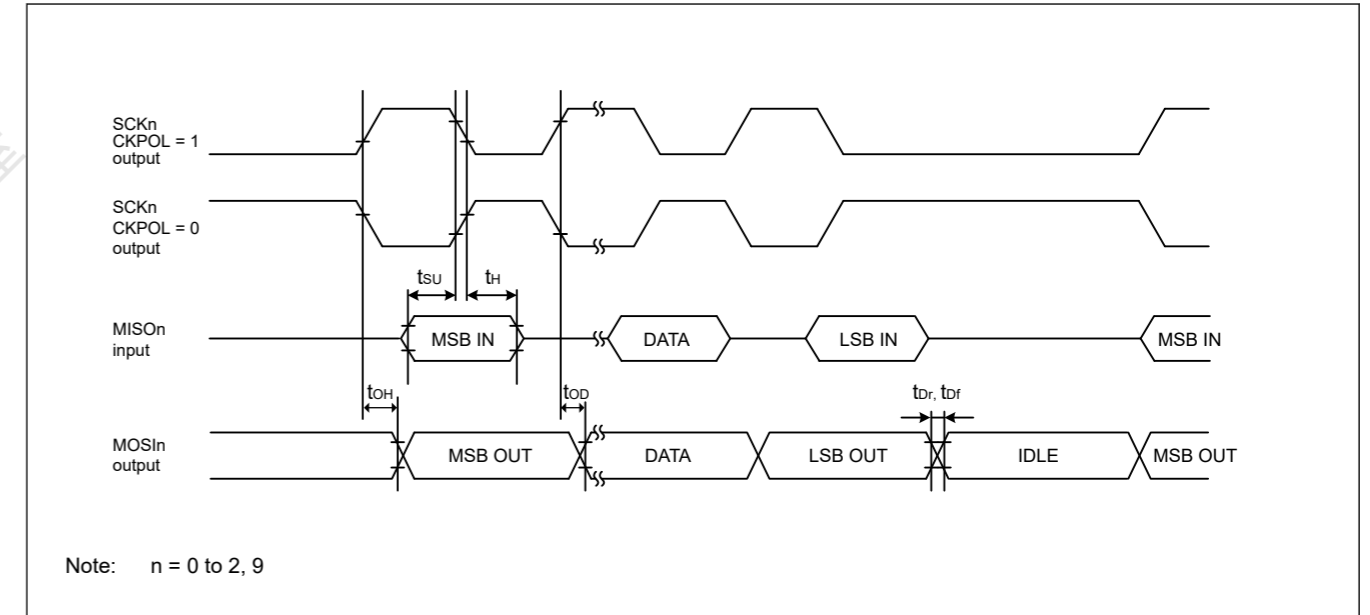 SCKn
CKPOL = 1
output
SCKn
CKPOL = 0
output
tSU
tH
MISOn
input
MSB IN
DATA
LSB IN
MSB IN
tOH
tOD
tDr, tDf
MOSIn
output
MSB OUT
DATA
LSB OUT
IDLE
MSB OUT
Note: n = 0 to 2, 9